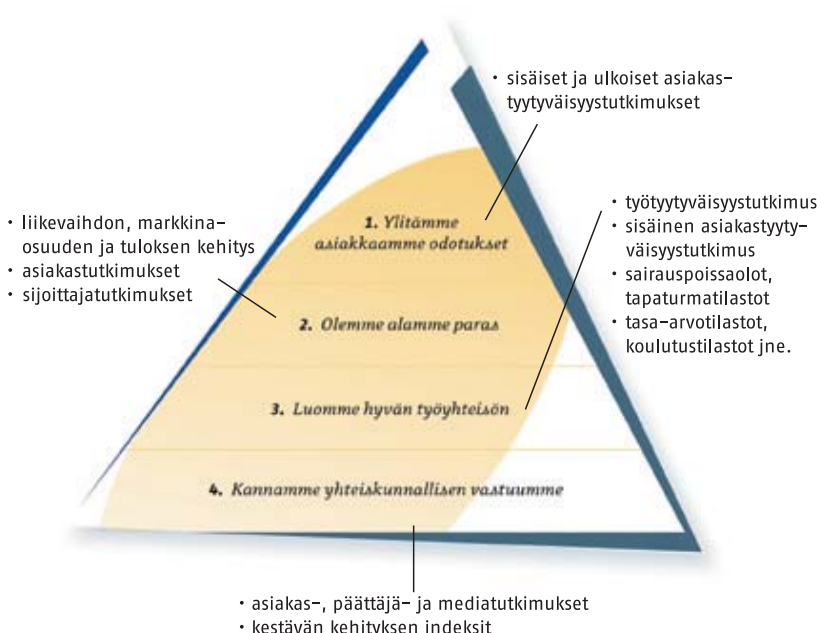 • sisäiset ja ulkoiset asiakas-
tyytyväisyystutkimukset
• liikevaihdon, markkina-
osuuden ja tuloksen kehitys
• asiakastutkimukset
• sijoittajatutkimukset
1. Ylitämme
asiakkaamme odotukset
2. Olemme alamme paras
3. Luomme hyvän työyhteisön
4. Kannamme yhteiskunnallisen vastuumme
• työtyytyväisyystutkimus
• sisäinen asiakastyyty-
väisyystutkimus
• sairauspoissaolot,
tapaturmatilastot
• tasa-arvotilastot,
koulutustilastot jne.
• asiakas-, päättäjä- ja mediatutkimukset
• kestävän kehityksen indeksit